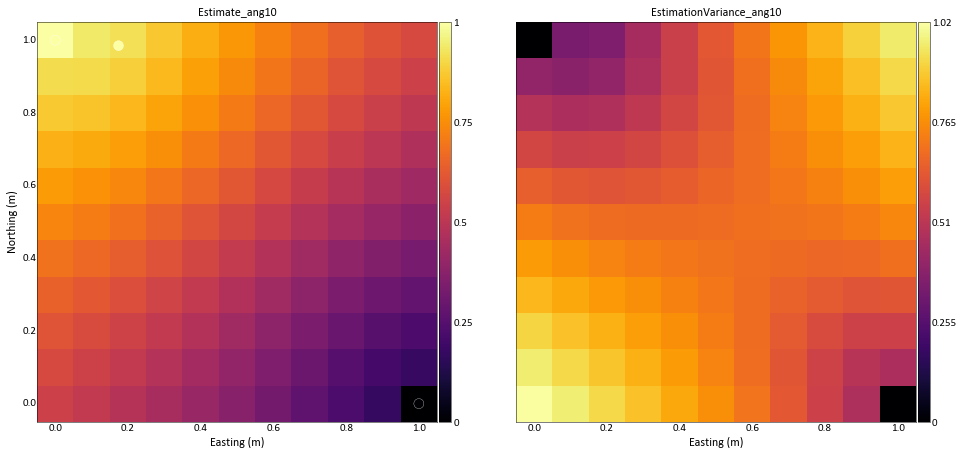 Estimate_ang10
EstimationVariance_ang10
Northing (m)
1.0
0.8
0.6
0.4
0.2
0.0
0.0 0.2 0.4 0.6 0.8 1.0
Easting (m)
1
0.75
0.5
0.25
0
0.0 0.2 0.4 0.6 0.8 1.0
Easting (m)
1.02
0.765
0.51
0.255
0